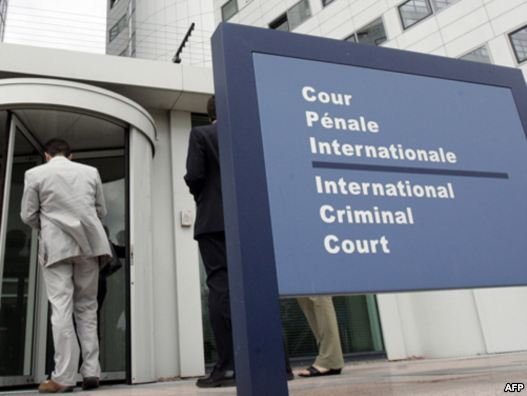 Cour
Pénale
Internationale
International
Criminal
Court
AFP